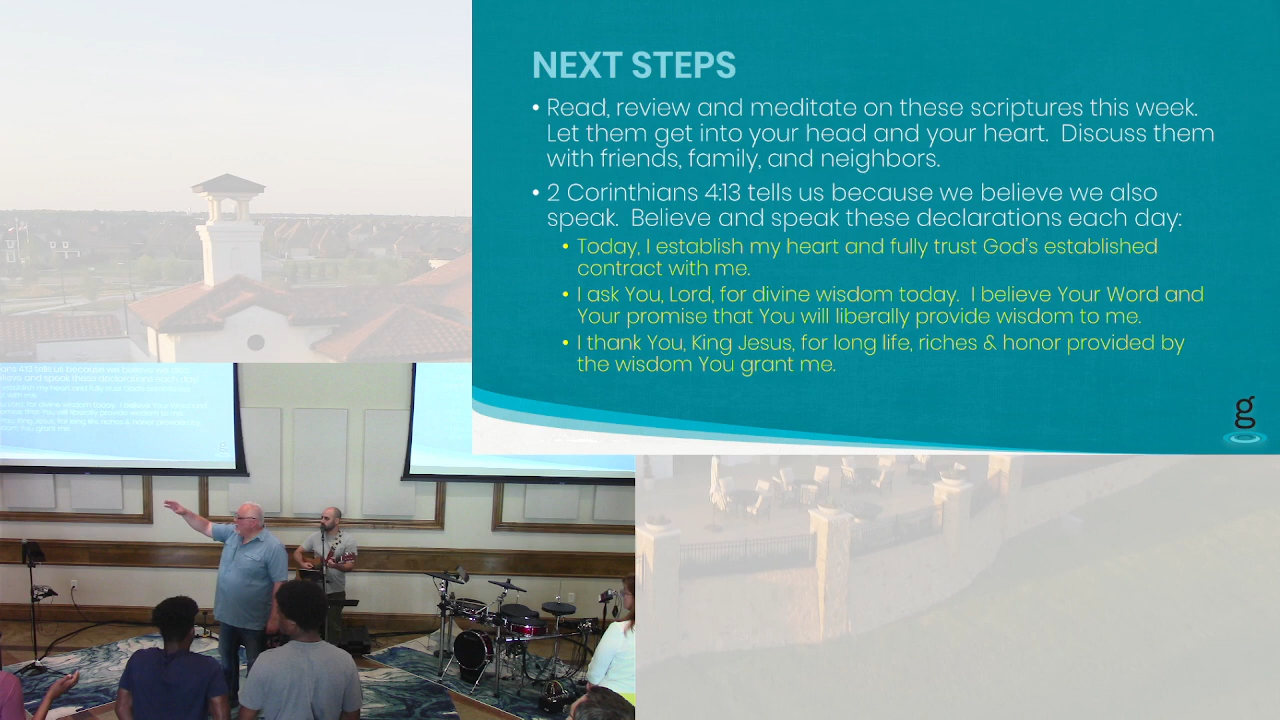 NEXT STEPS
• Read, review and meditate on these scriptures this week.
Let them get into your head and your heart.  Discuss them
with friends, family, and neighbors.
• 2 Corinthians 4:13 tells us because we believe we also
speak.  Believe and speak these declarations each day:
• Today, I establish my heart and fully trust God's established
contract with me.
• I ask You, Lord, for divine wisdom today.  I believe Your Word and
Your promise that You will liberally provide wisdom to me.
• I thank You, King Jesus, for long life, riches & honor provided by
the wisdom You grant me.
g